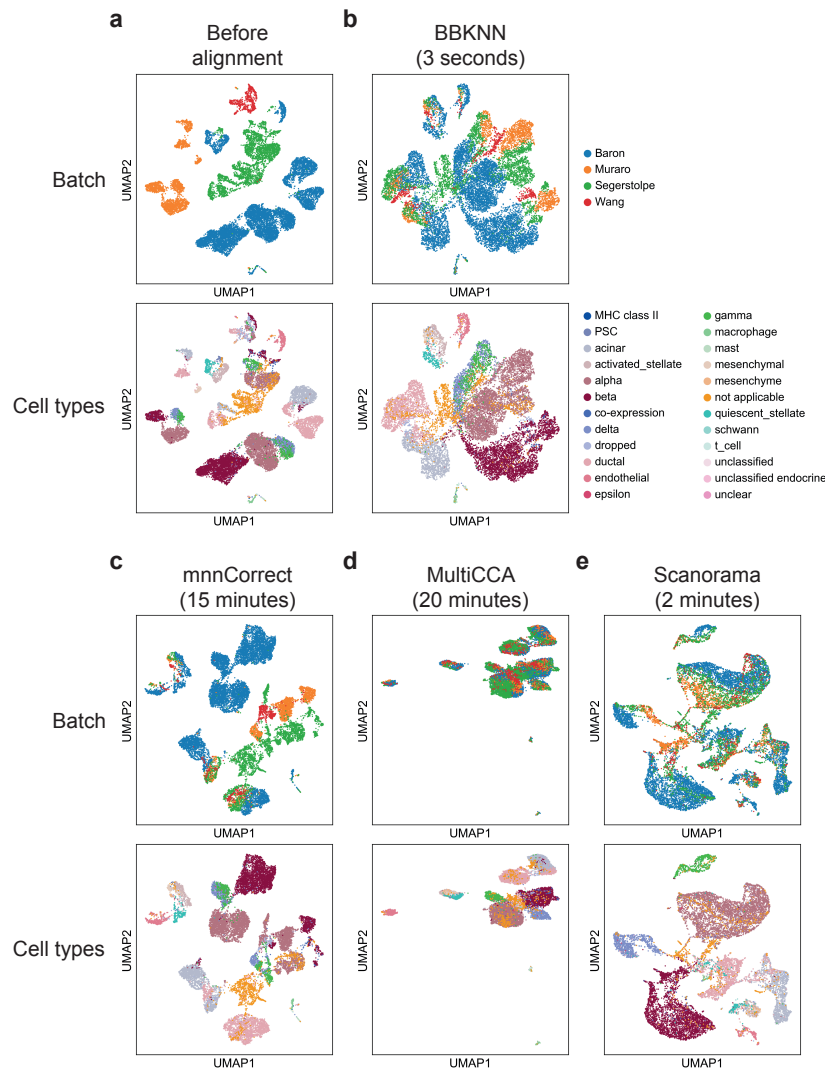 a
Before
alignment
b
BBKNN
(3 seconds)
Batch
UMAP2
UMAP1
UMAP2
UMAP1
Baron
Muraro
Segerstolpe
Wang
Cell types
UMAP2
UMAP1
UMAP2
UMAP1
MHC class II
PSC
acinar
activated_stellate
alpha
beta
co-expression
delta
dropped
ductal
endothelial
epsilon
gamma
macrophage
mast
mesenchymal
mesenchyme
not applicable
quiescent_stellate
schwann
t_cell
unclassified
unclassified endocrine
unclear
c
mnnCorrect
(15 minutes)
d
MultiCCA
(20 minutes)
e
Scanorama
(2 minutes)
Batch
UMAP2
UMAP1
UMAP2
UMAP1
UMAP2
UMAP1
Cell types
UMAP2
UMAP1
UMAP2
UMAP1
UMAP2
UMAP1